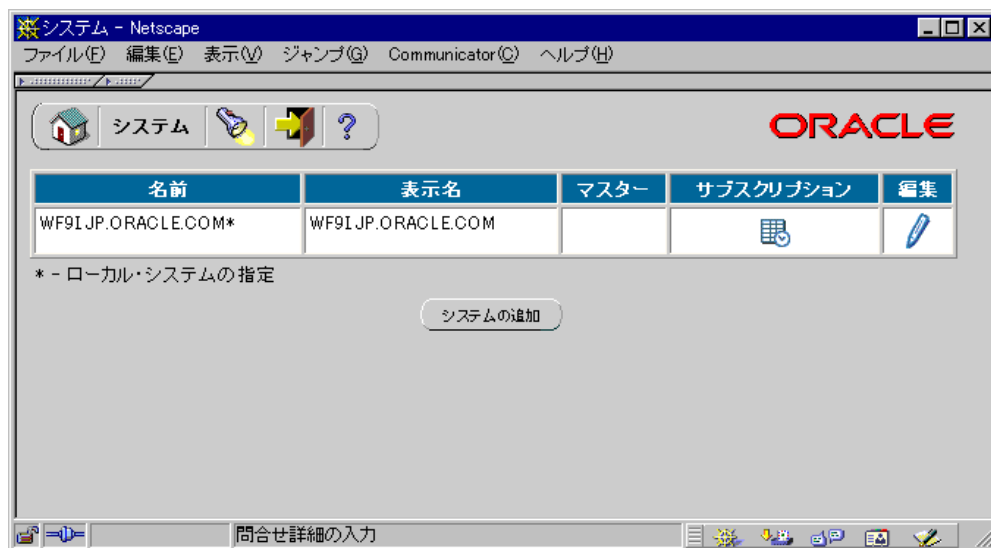 システム - Netscape
ファイル(F) 編集(E) 表示(V) ジャンプ(G) Communicator(C) ヘルプ(H)
システム ?
ORACLE
名前 表示名 マスター サブスクリプション 編集
WF9I.JP.ORACLE.COM* WF9I.JP.ORACLE.COM
* - ローカル・システムの指定
システムの追加
問合せ詳細の入力